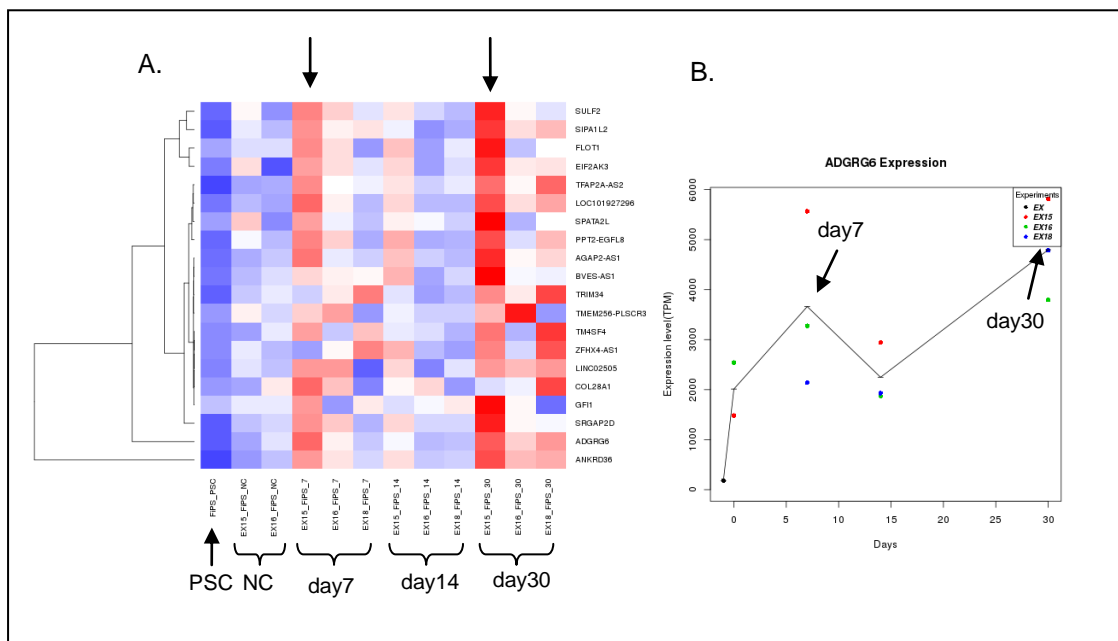 A.
SULF2
SIPA1L2
FLOT1
EIF2AK3
TFAP2A-AS2
LOC101927296
SPATA2L
PPT2-EGFL8
AGAP2-AS1
BVES-AS1
TRIM34
TMEM256-PLSCR3
TM4SF4
ZFHX4-AS1
LINC02505
COL28A1
GFI1
SRGAP2D
ADGRG6
ANKRD36
FiPS_PSC
EX15_FiPS_NC
EX16_FiPS_NC
EX15_FiPS_7
EX16_FiPS_7
EX18_FiPS_7
EX15_FiPS_14
EX16_FiPS_14
EX18_FiPS_14
EX15_FiPS_30
EX16_FiPS_30
EX18_FiPS_30
PSC NC day7 day14 day30
B.
ADGRG6 Expression
Expression level(TPM)
6000
5000
4000
3000
2000
1000
0
Experiments
EX
EX15
EX16
EX18
day7
day30
0 5 10 15 20 25 30
Days